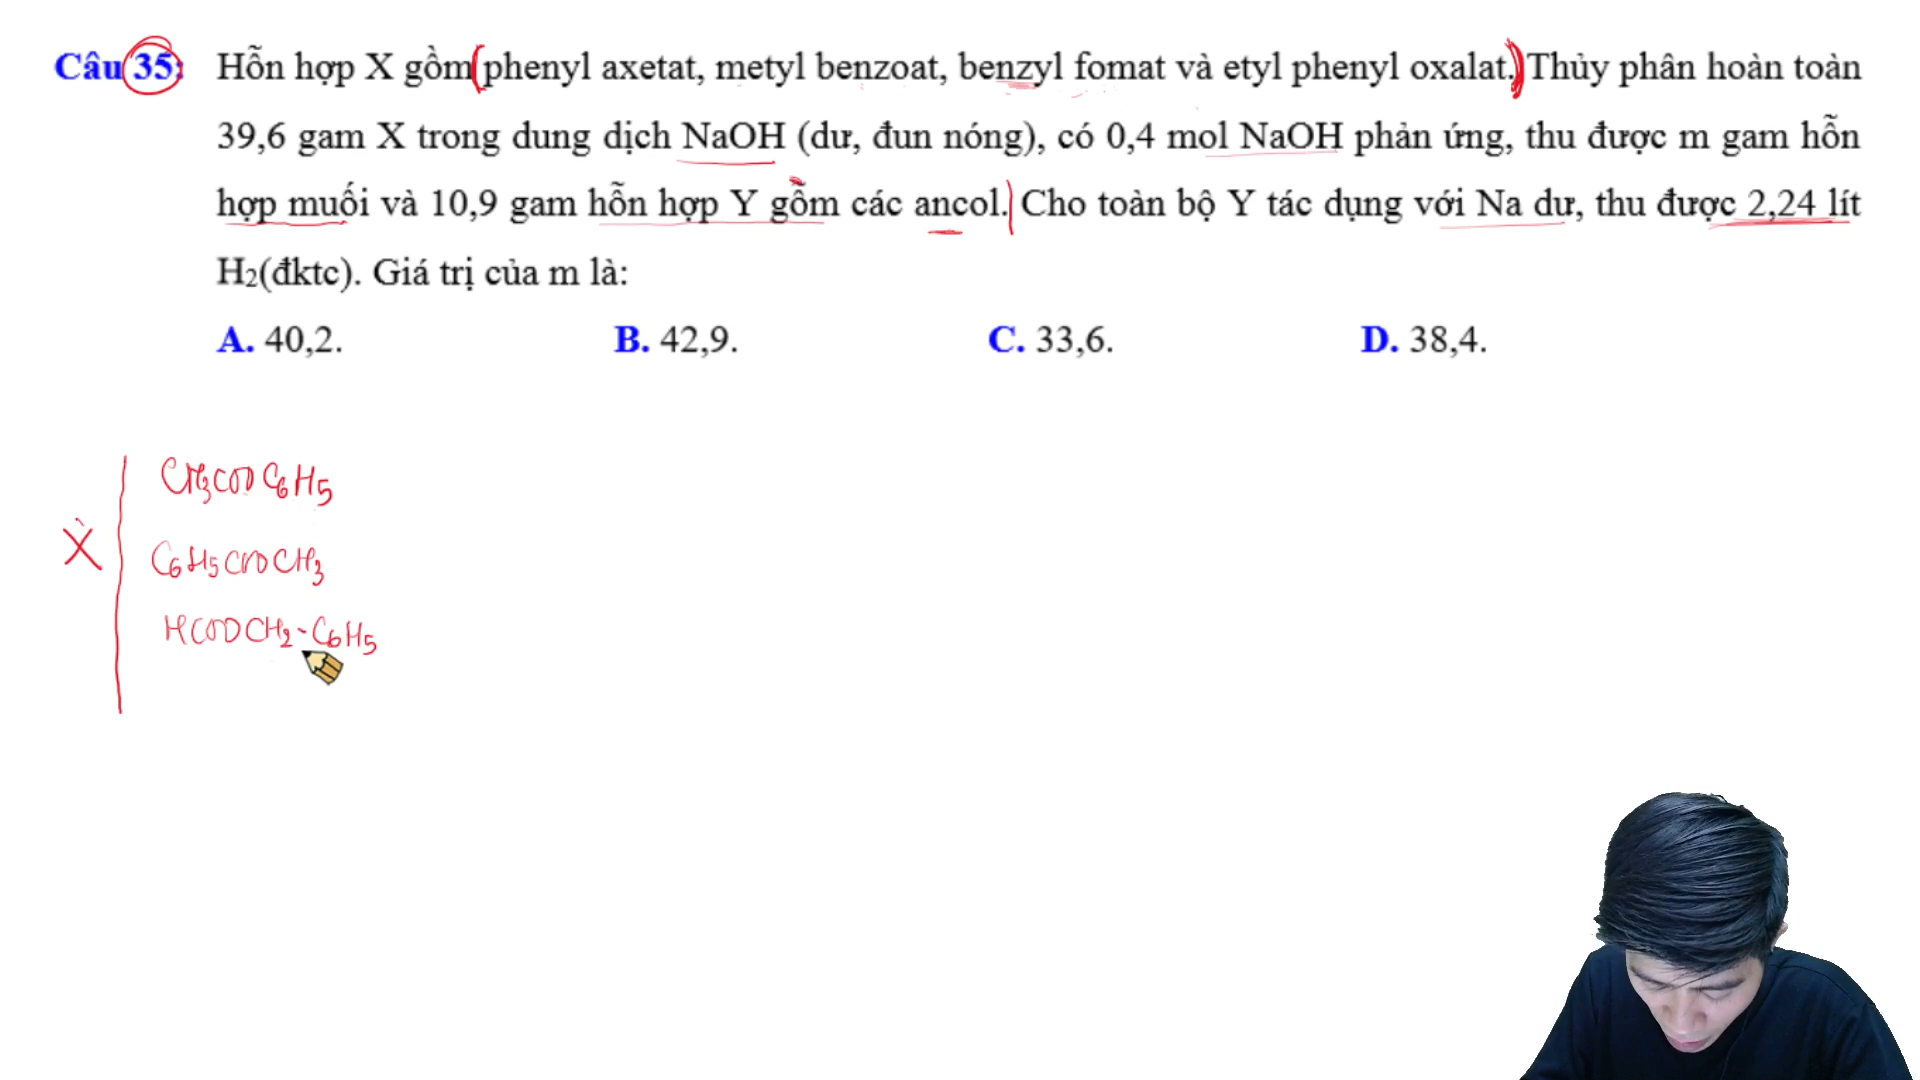 Câu 35: Hỗn hợp X gồm (phenyl axetat, metyl benzoat, benzyl fomat và etyl phenyl oxalat.) Thủy phân hoàn toàn
39,6 gam X trong dung dịch NaOH (dư, đun nóng), có 0,4 mol NaOH phản ứng, thu được m gam hỗn
hợp muối và 10,9 gam hỗn hợp Y gồm các ancol. Cho toàn bộ Y tác dụng với Na dư, thu được 2,24 lít
H₂(đktc). Giá trị của m là:
A. 40,2. B. 42,9. C. 33,6. D. 38,4.
CH₃COOC₆H₅
X
C₆H₅COOCH₃
HCOOCH₂-C₆H₅